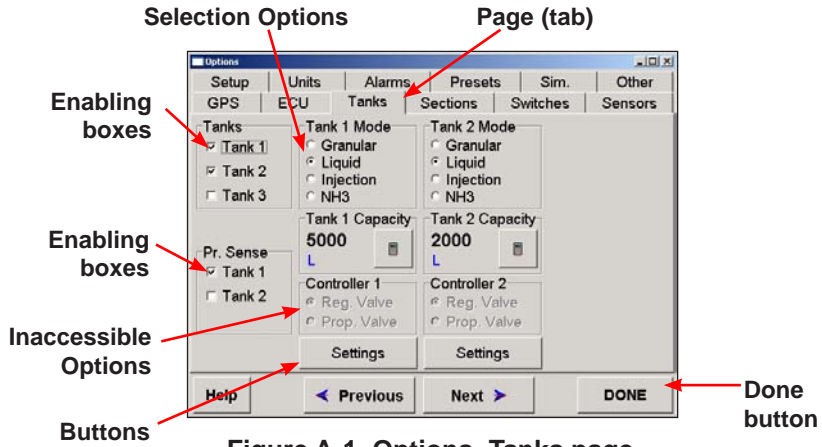 Selection Options
Page (tab)
Options
Setup Units Alarms Presets Sim. Other
GPS ECU Tanks Sections Switches Sensors
Enabling
boxes
Tanks
Tank 1
Tank 2
Tank 3
Tank 1 Mode
Granular
Liquid
Injection
NH3
Tank 2 Mode
Granular
Liquid
Injection
NH3
Tank 1 Capacity
5000
L
Tank 2 Capacity
2000
L
Enabling
boxes
Pr. Sense
Tank 1
Tank 2
Controller 1
Reg. Valve
Prop. Valve
Controller 2
Reg. Valve
Prop. Valve
Inaccessible
Options
Settings
Settings
Help
Previous
Next
DONE
Done
button
Buttons
Figure A-1. Options- Tanks page